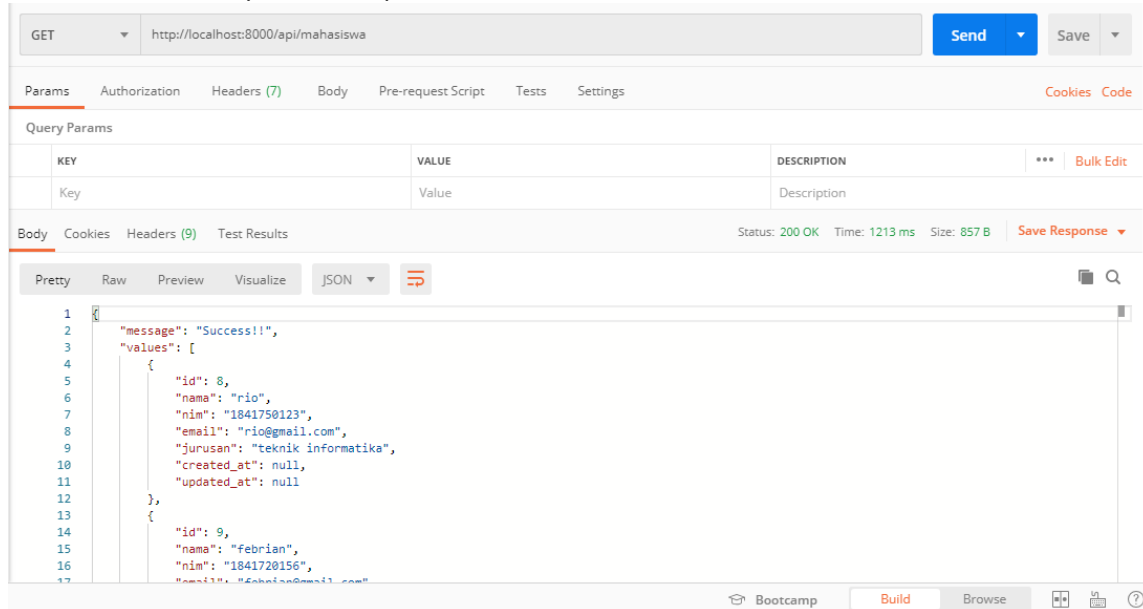 GET http://localhost:8000/api/mahasiswa Send Save
Params Authorization Headers (7) Body Pre-request Script Tests Settings Cookies Code
Query Params
KEY VALUE DESCRIPTION ••• Bulk Edit
Key Value Description
Body Cookies Headers (9) Test Results Status: 200 OK Time: 1213 ms Size: 857 B Save Response
Pretty Raw Preview Visualize JSON
1 {
2 "message": "Success!!",
3 "values": [
4 {
5 "id": 8,
6 "nama": "rio",
7 "nim": "1841750123",
8 "email": "rio@gmail.com",
9 "jurusan": "teknik informatika",
10 "created_at": null,
11 "updated_at": null
12 },
13 {
14 "id": 9,
15 "nama": "febrian",
16 "nim": "1841720156",
17 "email": "febrian@gmail.com"
Bootcamp Build Browse